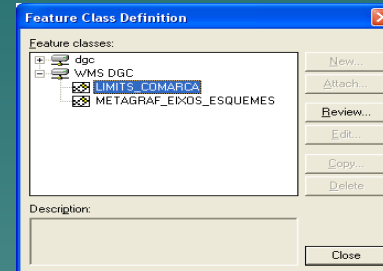 Feature Class Definition
Feature classes:
dgc
WMS DGC
LIMITS_COMARCA
METAGRAF_EIXOS_ESQUEMES
New...
Attach...
Review...
Edit...
Copy...
Delete
Description:
Close